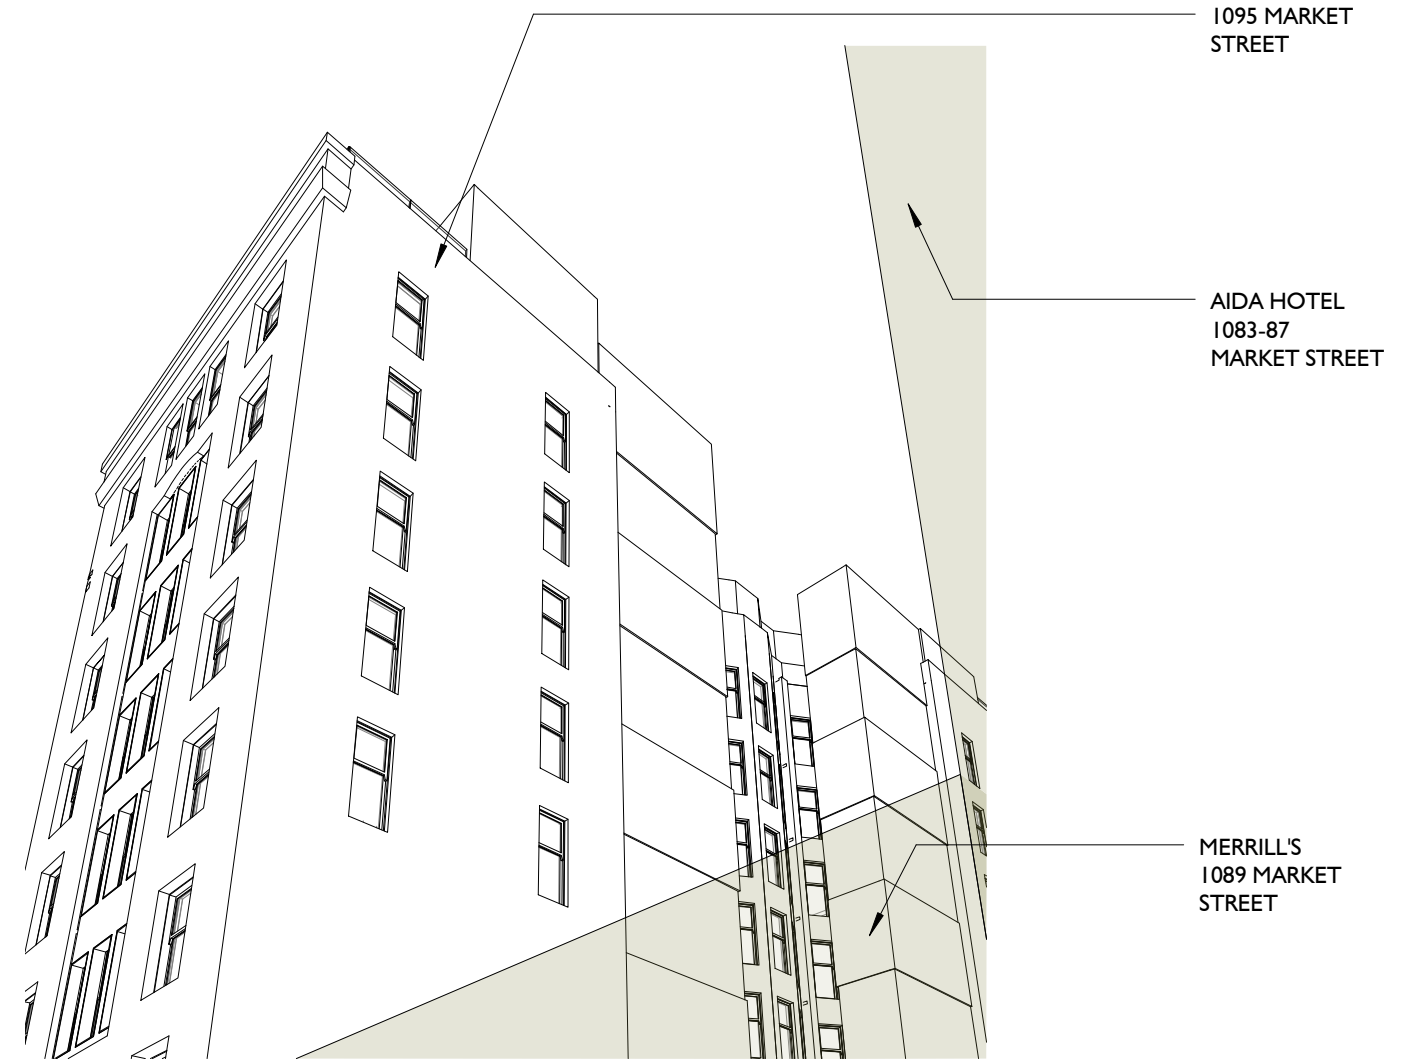 1095 MARKET
STREET
AIDA HOTEL
1083-87
MARKET STREET
MERRILL'S
1089 MARKET
STREET